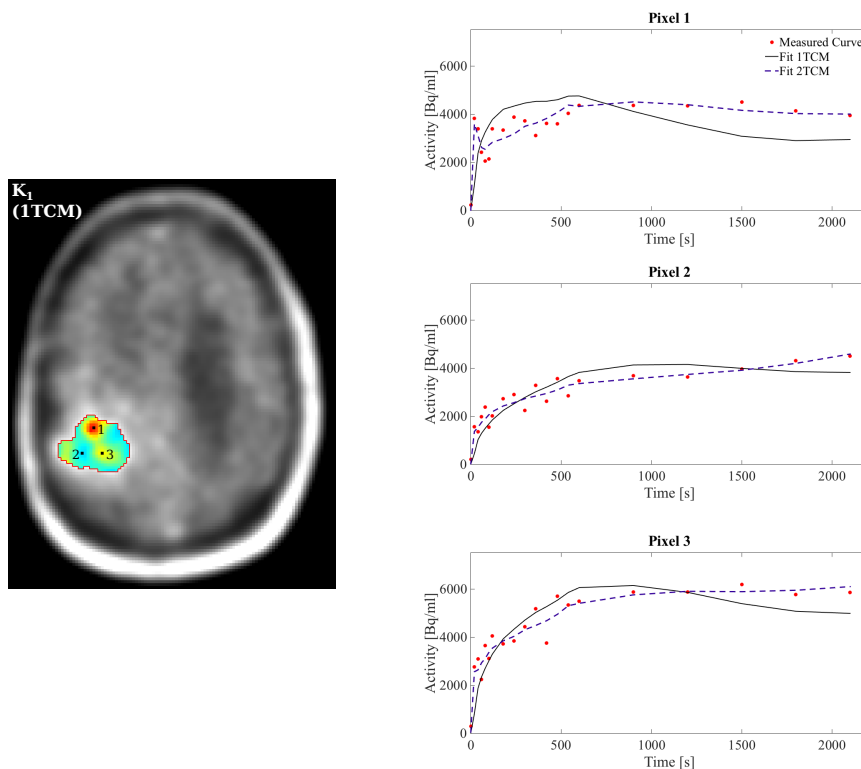 K1
(1TCM)
1
2
3
Pixel 1
Measured Curve
Fit 1TCM
Fit 2TCM
Activity [Bq/ml]
6000
4000
2000
0
0
500
1000
1500
2000
Time [s]
Pixel 2
Activity [Bq/ml]
6000
4000
2000
0
0
500
1000
1500
2000
Time [s]
Pixel 3
Activity [Bq/ml]
6000
4000
2000
0
0
500
1000
1500
2000
Time [s]